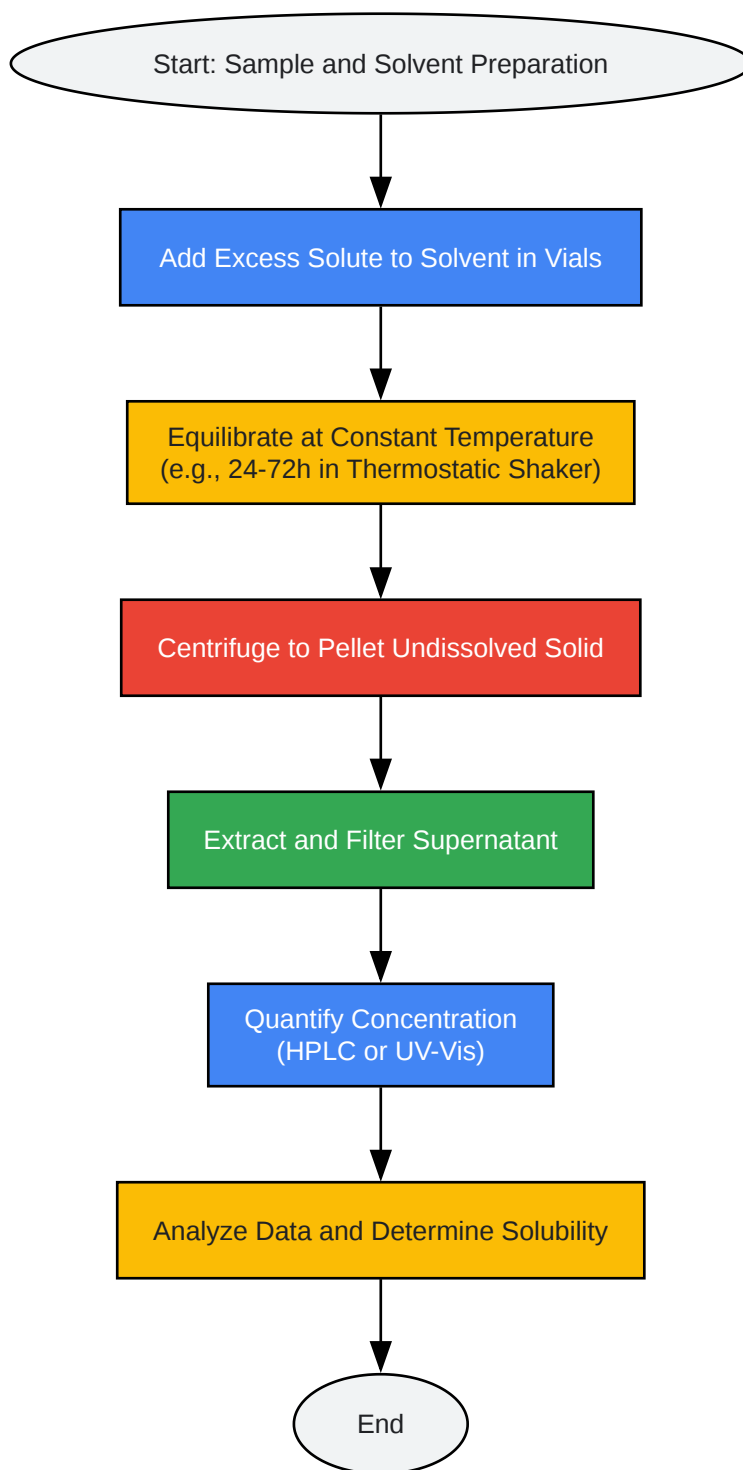 Start: Sample and Solvent Preparation
Add Excess Solute to Solvent in Vials
Equilibrate at Constant Temperature
(e.g., 24-72h in Thermostatic Shaker)
Centrifuge to Pellet Undissolved Solid
Extract and Filter Supernatant
Quantify Concentration
(HPLC or UV-Vis)
Analyze Data and Determine Solubility
End